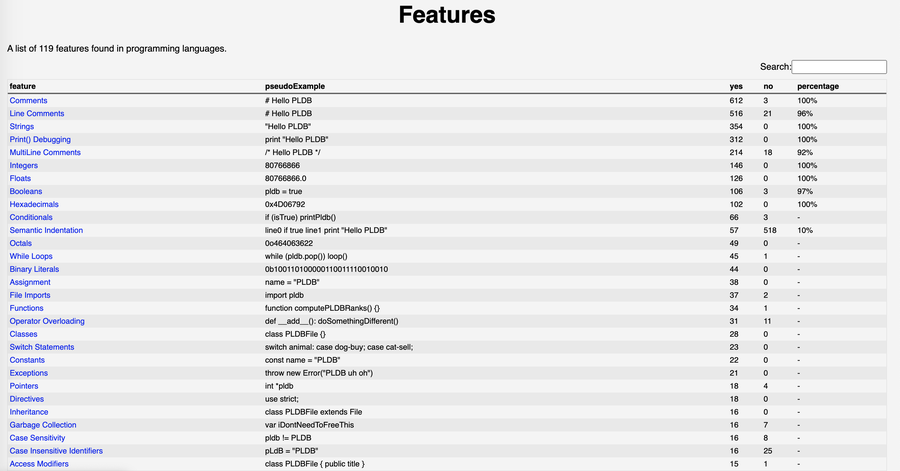 Features
A list of 119 features found in programming languages.
Search:
feature pseudoExample yes no percentage
Comments # Hello PLDB 612 3 100%
Line Comments # Hello PLDB 516 21 96%
Strings "Hello PLDB" 354 0 100%
Print() Debugging print "Hello PLDB" 312 0 100%
MultiLine Comments /* Hello PLDB */ 214 18 92%
Integers 80766866 146 0 100%
Floats 80766866.0 126 0 100%
Booleans pldb = true 106 3 97%
Hexadecimals 0x4D06792 102 0 100%
Conditionals if (isTrue) printPldb() 66 3 -
Semantic Indentation line0 if true line1 print "Hello PLDB" 57 518 10%
Octals 0o464063622 49 0 -
While Loops while (pldb.pop()) loop() 45 1 -
Binary Literals 0b100110100000110011110010010 44 0 -
Assignment name = "PLDB" 38 0 -
File Imports import pldb 37 2 -
Functions function computePLDBRanks() {} 34 1 -
Operator Overloading def __add__(): doSomethingDifferent() 31 11 -
Classes class PLDBFile {} 28 0 -
Switch Statements switch animal: case dog-buy; case cat-sell; 23 0 -
Constants const name = "PLDB" 22 0 -
Exceptions throw new Error("PLDB uh oh") 21 0 -
Pointers int *pldb 18 4 -
Directives use strict; 18 0 -
Inheritance class PLDBFile extends File 16 0 -
Garbage Collection var iDontNeedToFreeThis 16 7 -
Case Sensitivity pldb != PLDB 16 8 -
Case Insensitive Identifiers pLdB = "PLDB" 16 25 -
Access Modifiers class PLDBFile { public title } 15 1 -